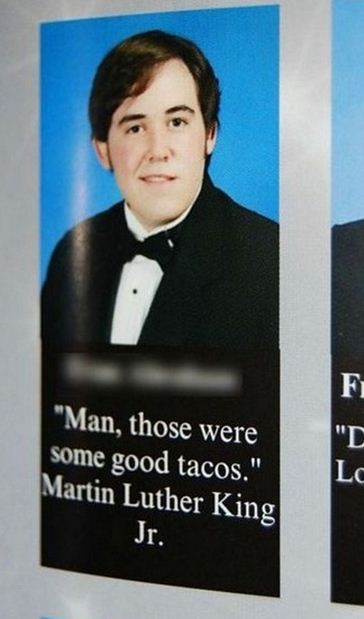 "Man, those were
some good tacos."
Martin Luther King
Jr.
"D